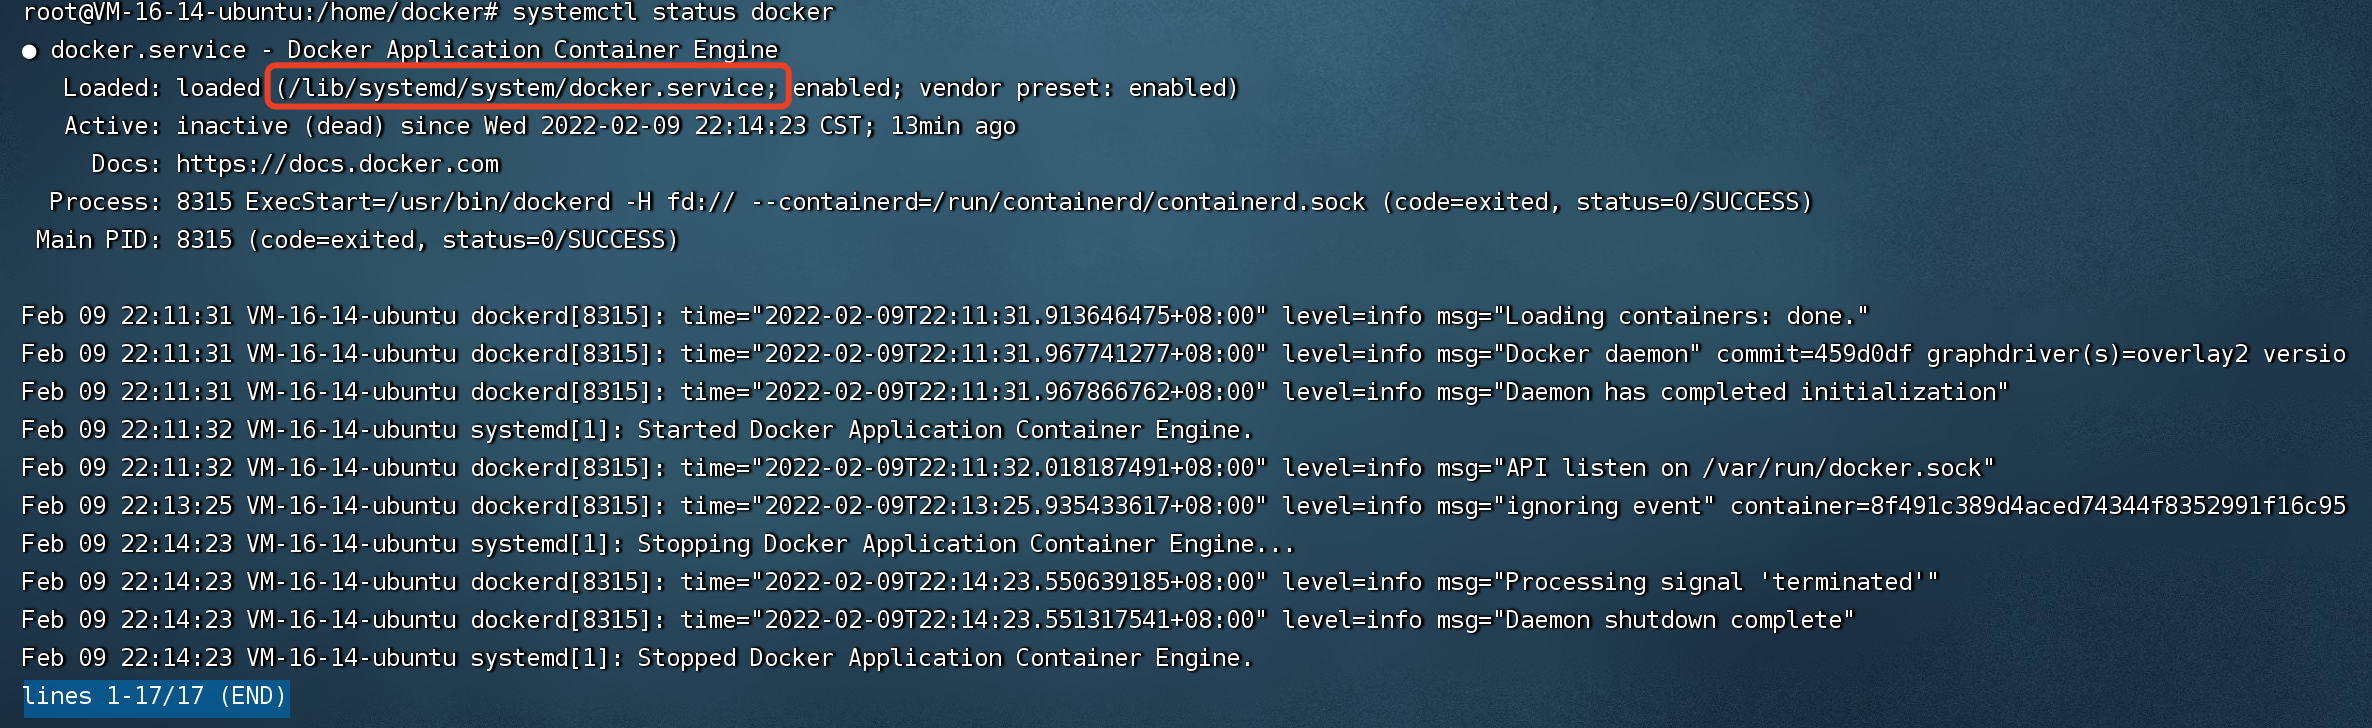 root@VM-16-14-ubuntu:/home/docker# systemctl status docker
● docker.service - Docker Application Container Engine
Loaded: loaded (/lib/systemd/system/docker.service; enabled; vendor preset: enabled)
Active: inactive (dead) since Wed 2022-02-09 22:14:23 CST; 13min ago
Docs: https://docs.docker.com
Process: 8315 ExecStart=/usr/bin/dockerd -H fd:// --containerd=/run/containerd/containerd.sock (code=exited, status=0/SUCCESS)
Main PID: 8315 (code=exited, status=0/SUCCESS)
Feb 09 22:11:31 VM-16-14-ubuntu dockerd[8315]: time="2022-02-09T22:11:31.913646475+08:00" level=info msg="Loading containers: done."
Feb 09 22:11:31 VM-16-14-ubuntu dockerd[8315]: time="2022-02-09T22:11:31.967741277+08:00" level=info msg="Docker daemon" commit=459d0df graphdriver(s)=overlay2 versio
Feb 09 22:11:31 VM-16-14-ubuntu dockerd[8315]: time="2022-02-09T22:11:31.967866762+08:00" level=info msg="Daemon has completed initialization"
Feb 09 22:11:32 VM-16-14-ubuntu systemd[1]: Started Docker Application Container Engine.
Feb 09 22:11:32 VM-16-14-ubuntu dockerd[8315]: time="2022-02-09T22:11:32.018187491+08:00" level=info msg="API listen on /var/run/docker.sock"
Feb 09 22:13:25 VM-16-14-ubuntu dockerd[8315]: time="2022-02-09T22:13:25.935433617+08:00" level=info msg="ignoring event" container=8f491c389d4aced74344f8352991f16c95
Feb 09 22:14:23 VM-16-14-ubuntu systemd[1]: Stopping Docker Application Container Engine...
Feb 09 22:14:23 VM-16-14-ubuntu dockerd[8315]: time="2022-02-09T22:14:23.550639185+08:00" level=info msg="Processing signal 'terminated'"
Feb 09 22:14:23 VM-16-14-ubuntu dockerd[8315]: time="2022-02-09T22:14:23.551317541+08:00" level=info msg="Daemon shutdown complete"
Feb 09 22:14:23 VM-16-14-ubuntu systemd[1]: Stopped Docker Application Container Engine.
lines 1-17/17 (END)